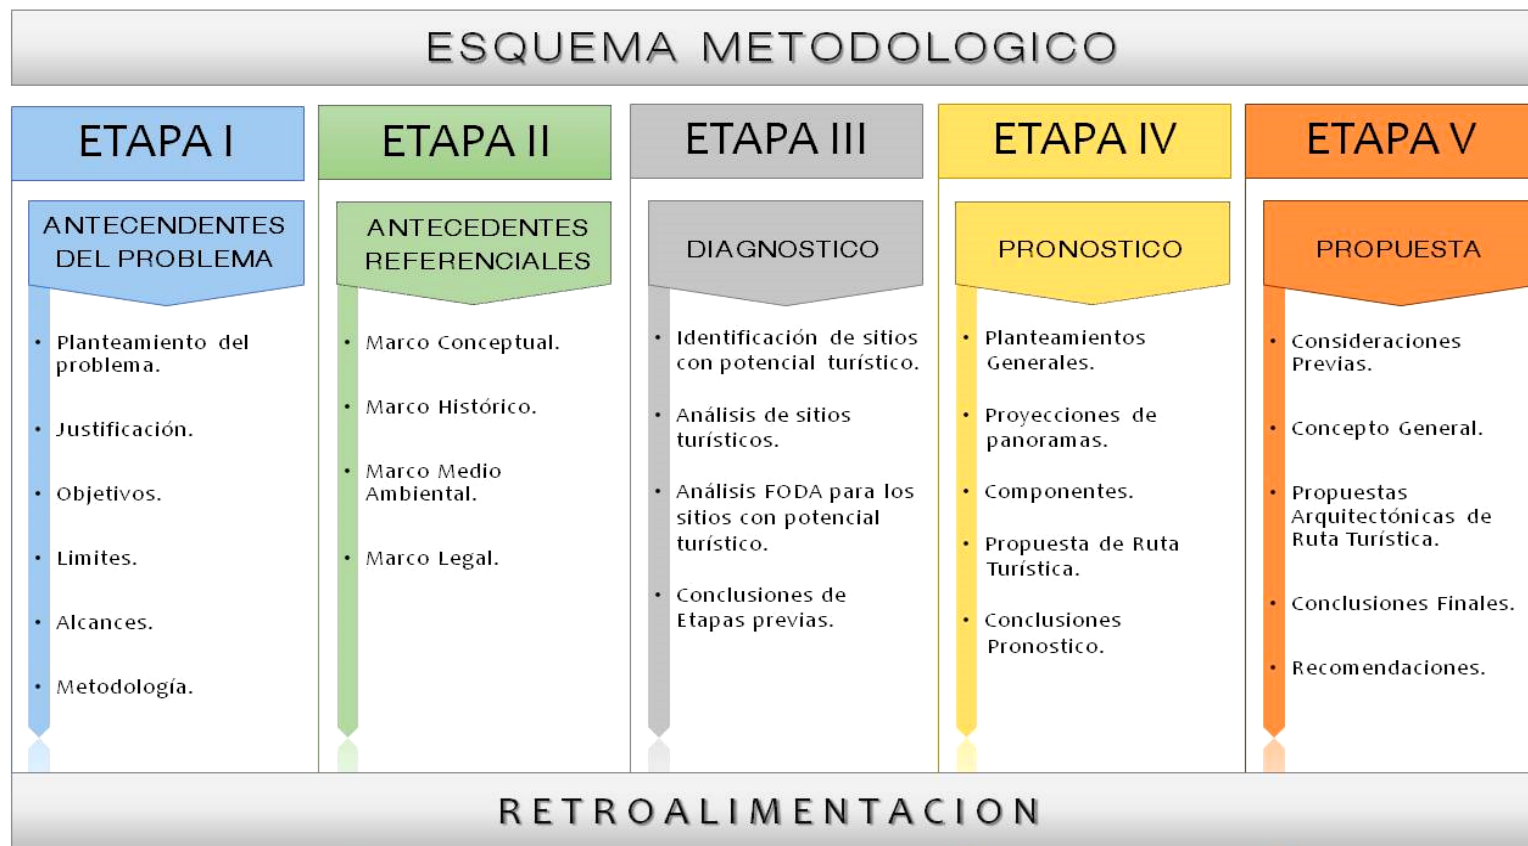 ESQUEMA METODOLOGICO
ETAPA I
ANTECENDENTES
DEL PROBLEMA
• Planteamiento del
problema.
• Justificación.
• Objetivos.
• Limites.
• Alcances.
• Metodología.
ETAPA II
ANTECEDENTES
REFERENCIALES
• Marco Conceptual.
• Marco Histórico.
• Marco Medio
Ambiental.
• Marco Legal.
ETAPA III
DIAGNOSTICO
• Identificación de sitios
con potencial turístico.
• Análisis de sitios
turísticos.
• Análisis FODA para los
sitios con potencial
turístico.
• Conclusiones de
Etapas previas.
ETAPA IV
PRONOSTICO
• Planteamientos
Generales.
• Proyecciones de
panoramas.
• Componentes.
• Propuesta de Ruta
Turística.
• Conclusiones
Pronostico.
ETAPA V
PROPUESTA
• Consideraciones
Previas.
• Concepto General.
• Propuestas
Arquitectónicas de
Ruta Turística.
• Conclusiones Finales.
• Recomendaciones.
RETROALIMENTACION